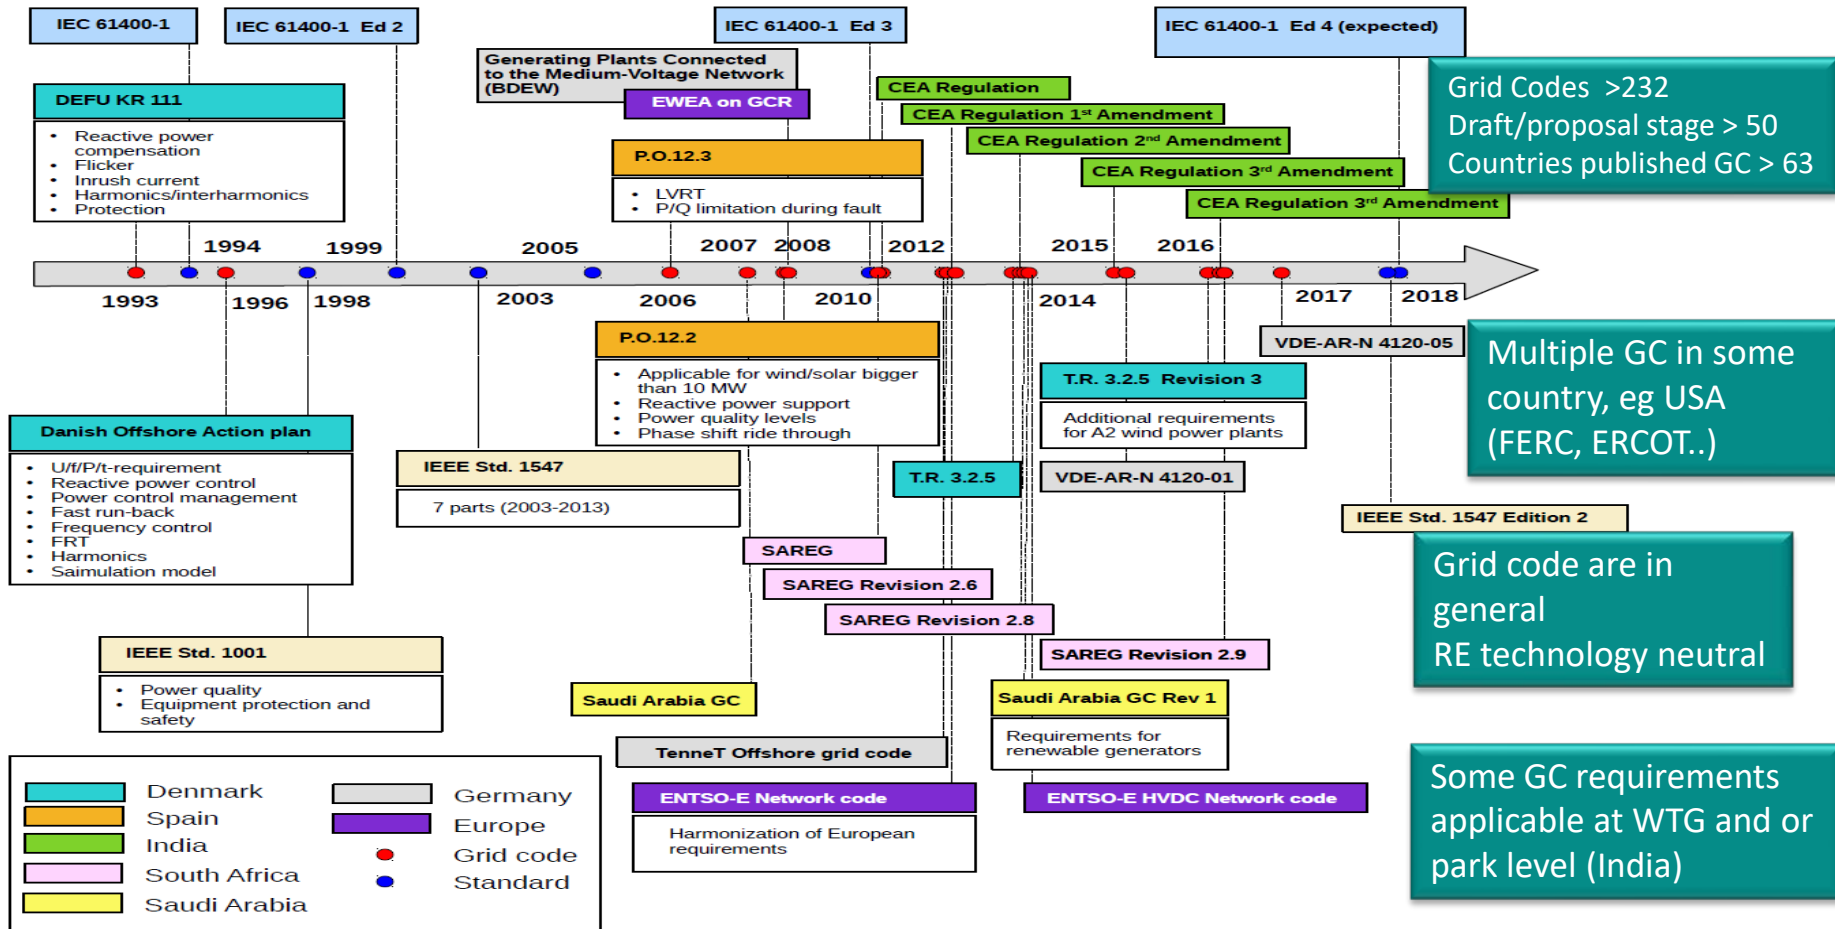 IEC 61400-1
IEC 61400-1 Ed 2
IEC 61400-1 Ed 3
IEC 61400-1 Ed 4 (expected)
Generating Plants Connected
to the Medium-Voltage Network
(BDEW)
EWEA on GCR
DEFU KR 111
• Reactive power
compensation
• Flicker
• Inrush current
• Harmonics/interharmonics
• Protection
P.O.12.3
• LVRT
• P/Q limitation during fault
CEA Regulation
CEA Regulation 1st Amendment
CEA Regulation 2nd Amendment
CEA Regulation 3rd Amendment
CEA Regulation 3rd Amendment
Grid Codes >232
Draft/proposal stage > 50
Countries published GC > 63
1994
1999
2005
2007
2008
2012
2015
2016
1993
1996
1998
2003
2006
2010
2014
2017
2018
P.O.12.2
• Applicable for wind/solar bigger
than 10 MW
• Reactive power support
• Power quality levels
• Phase shift ride through
VDE-AR-N 4120-05
T.R. 3.2.5 Revision 3
Additional requirements
for A2 wind power plants
Multiple GC in some
country, eg USA
(FERC, ERCOT..)
Danish Offshore Action plan
• U/f/P/t-requirement
• Reactive power control
• Power control management
• Fast run-back
• Frequency control
• FRT
• Harmonics
• Saimulation model
IEEE Std. 1547
7 parts (2003-2013)
T.R. 3.2.5
VDE-AR-N 4120-01
IEEE Std. 1547 Edition 2
SAREG
SAREG Revision 2.6
SAREG Revision 2.8
SAREG Revision 2.9
Grid code are in
general
RE technology neutral
IEEE Std. 1001
• Power quality
• Equipment protection and
safety
Saudi Arabia GC
Saudi Arabia GC Rev 1
Requirements for
renewable generators
TenneT Offshore grid code
ENTSO-E Network code
Harmonization of European
requirements
ENTSO-E HVDC Network code
Some GC requirements
applicable at WTG and or
park level (India)
Denmark
Spain
India
South Africa
Saudi Arabia
Germany
Europe
Grid code
Standard